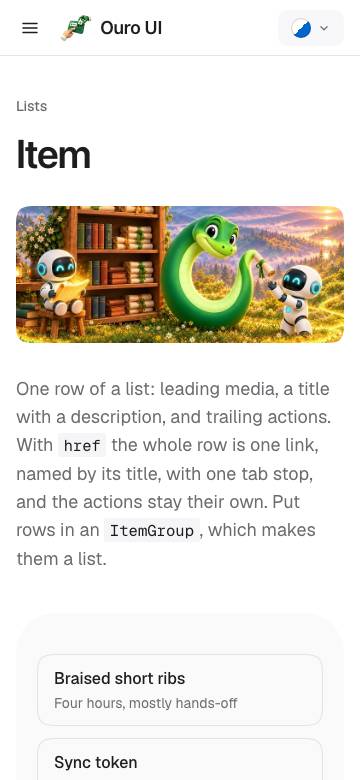 Ouro UI
Lists
Item
One row of a list: leading media, a title
with a description, and trailing actions.
With href the whole row is one link,
named by its title, with one tab stop,
and the actions stay their own. Put
rows in an ItemGroup, which makes
them a list.
Braised short ribs
Four hours, mostly hands-off
Sync token